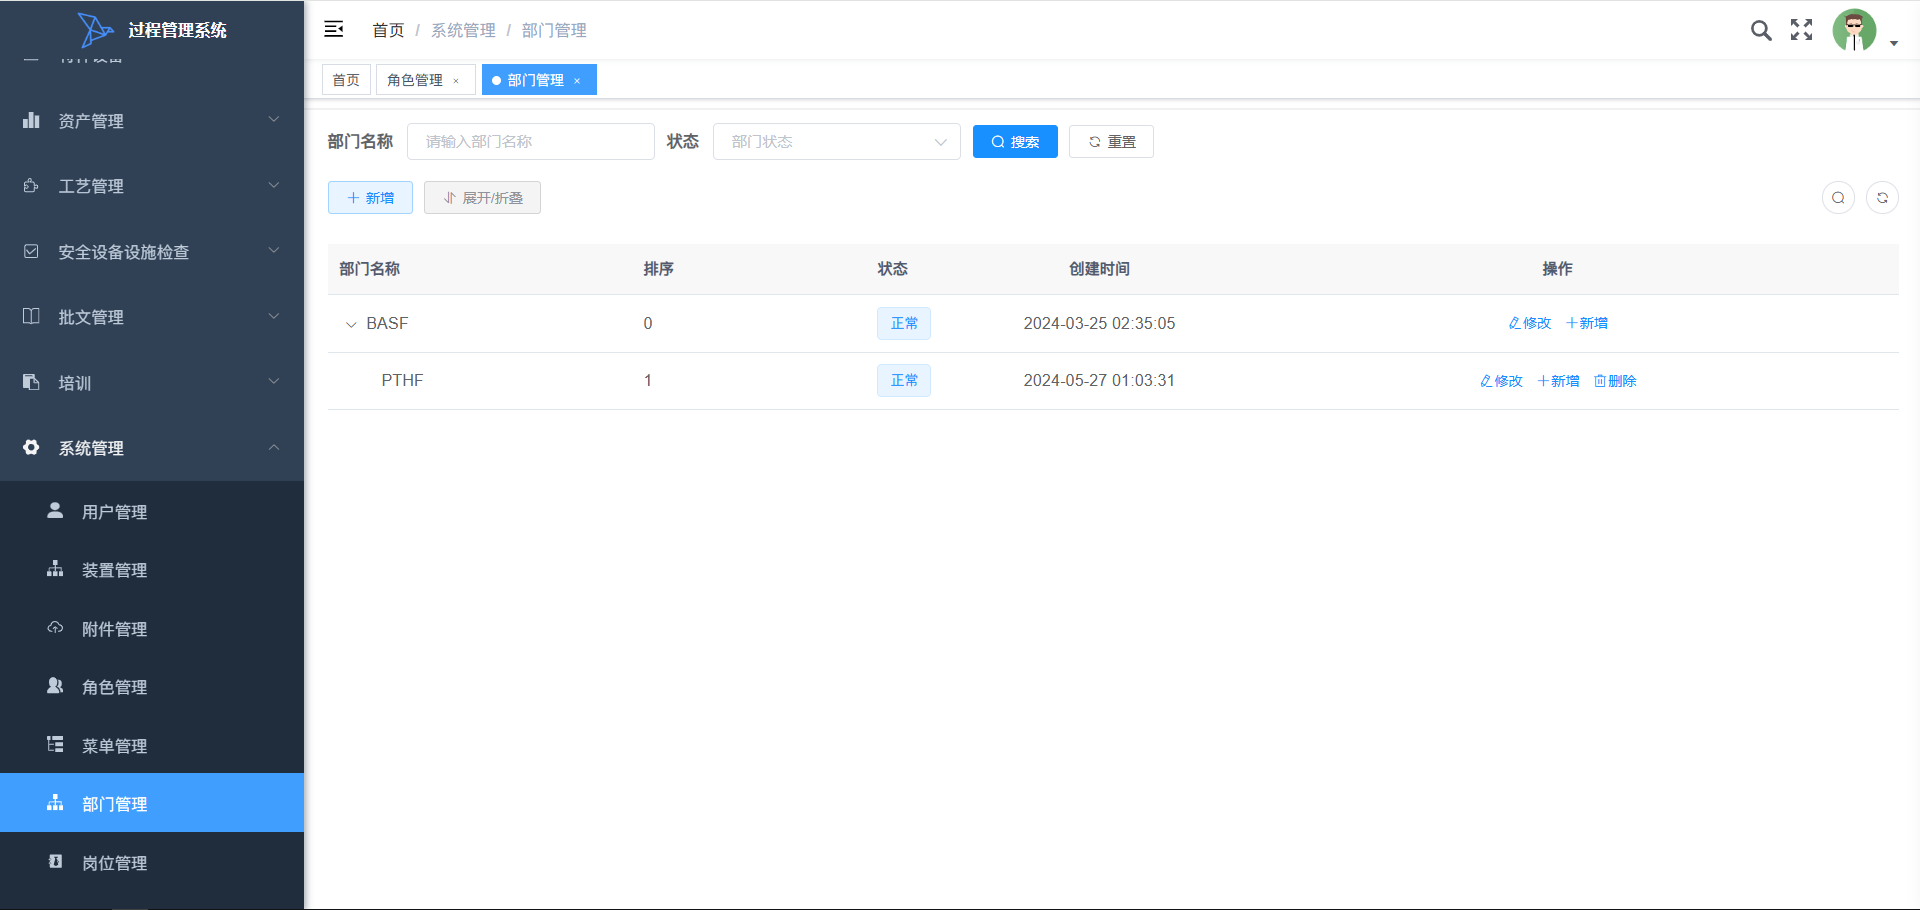 过程管理系统
资产管理
工艺管理
安全设备设施检查
批文管理
培训
系统管理
用户管理
装置管理
附件管理
角色管理
菜单管理
部门管理
岗位管理
首页 / 系统管理 / 部门管理
首页 角色管理 × 部门管理 ×
部门名称 请输入部门名称 状态 部门状态 搜索 重置
新增 展开/折叠
部门名称 排序 状态 创建时间 操作
BASF 0 正常 2024-03-25 02:35:05 修改 新增
PTHF 1 正常 2024-05-27 01:03:31 修改 新增 删除